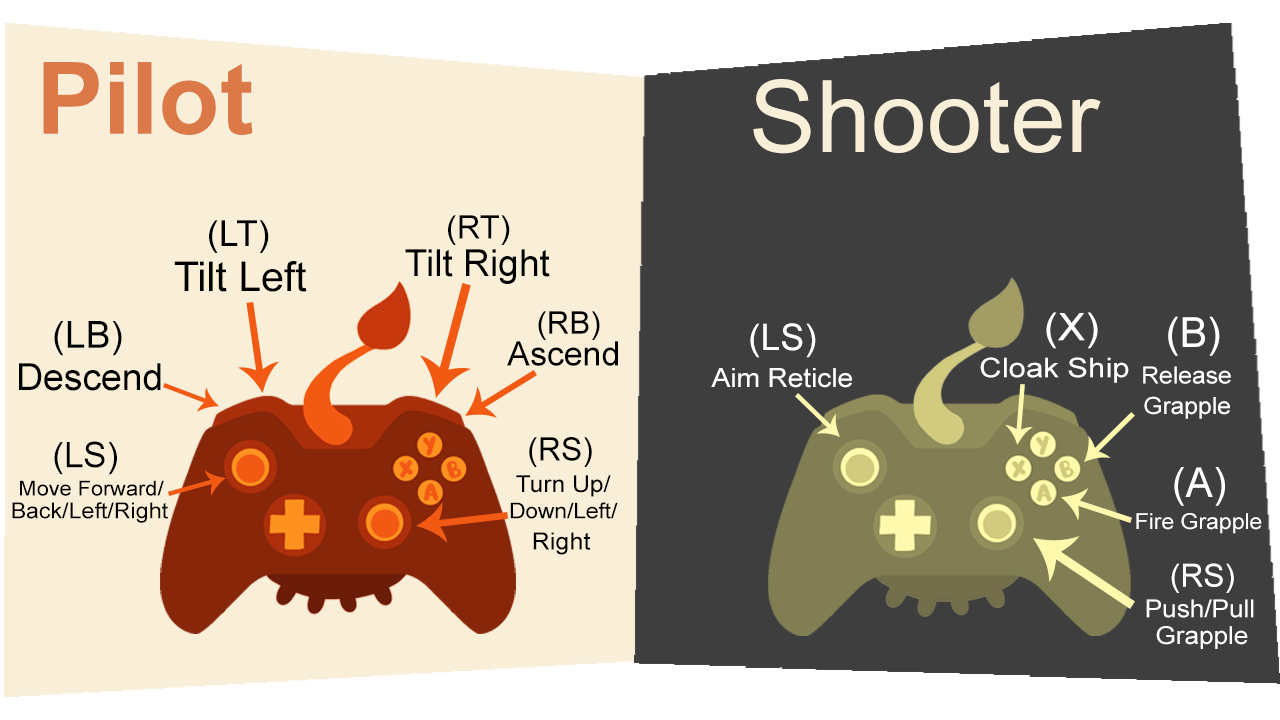 Pilot
(LT)
Tilt Left
(RT)
Tilt Right
(LB)
Descend
(RB)
Ascend
(LS)
Move Forward/
Back/Left/Right
(RS)
Turn Up/
Down/Left/
Right
Y
X
B
A
Shooter
(LS)
Aim Reticle
(X)
Cloak Ship
(B)
Release
Grapple
(A)
Fire Grapple
(RS)
Push/Pull
Grapple
Y
X
B
A